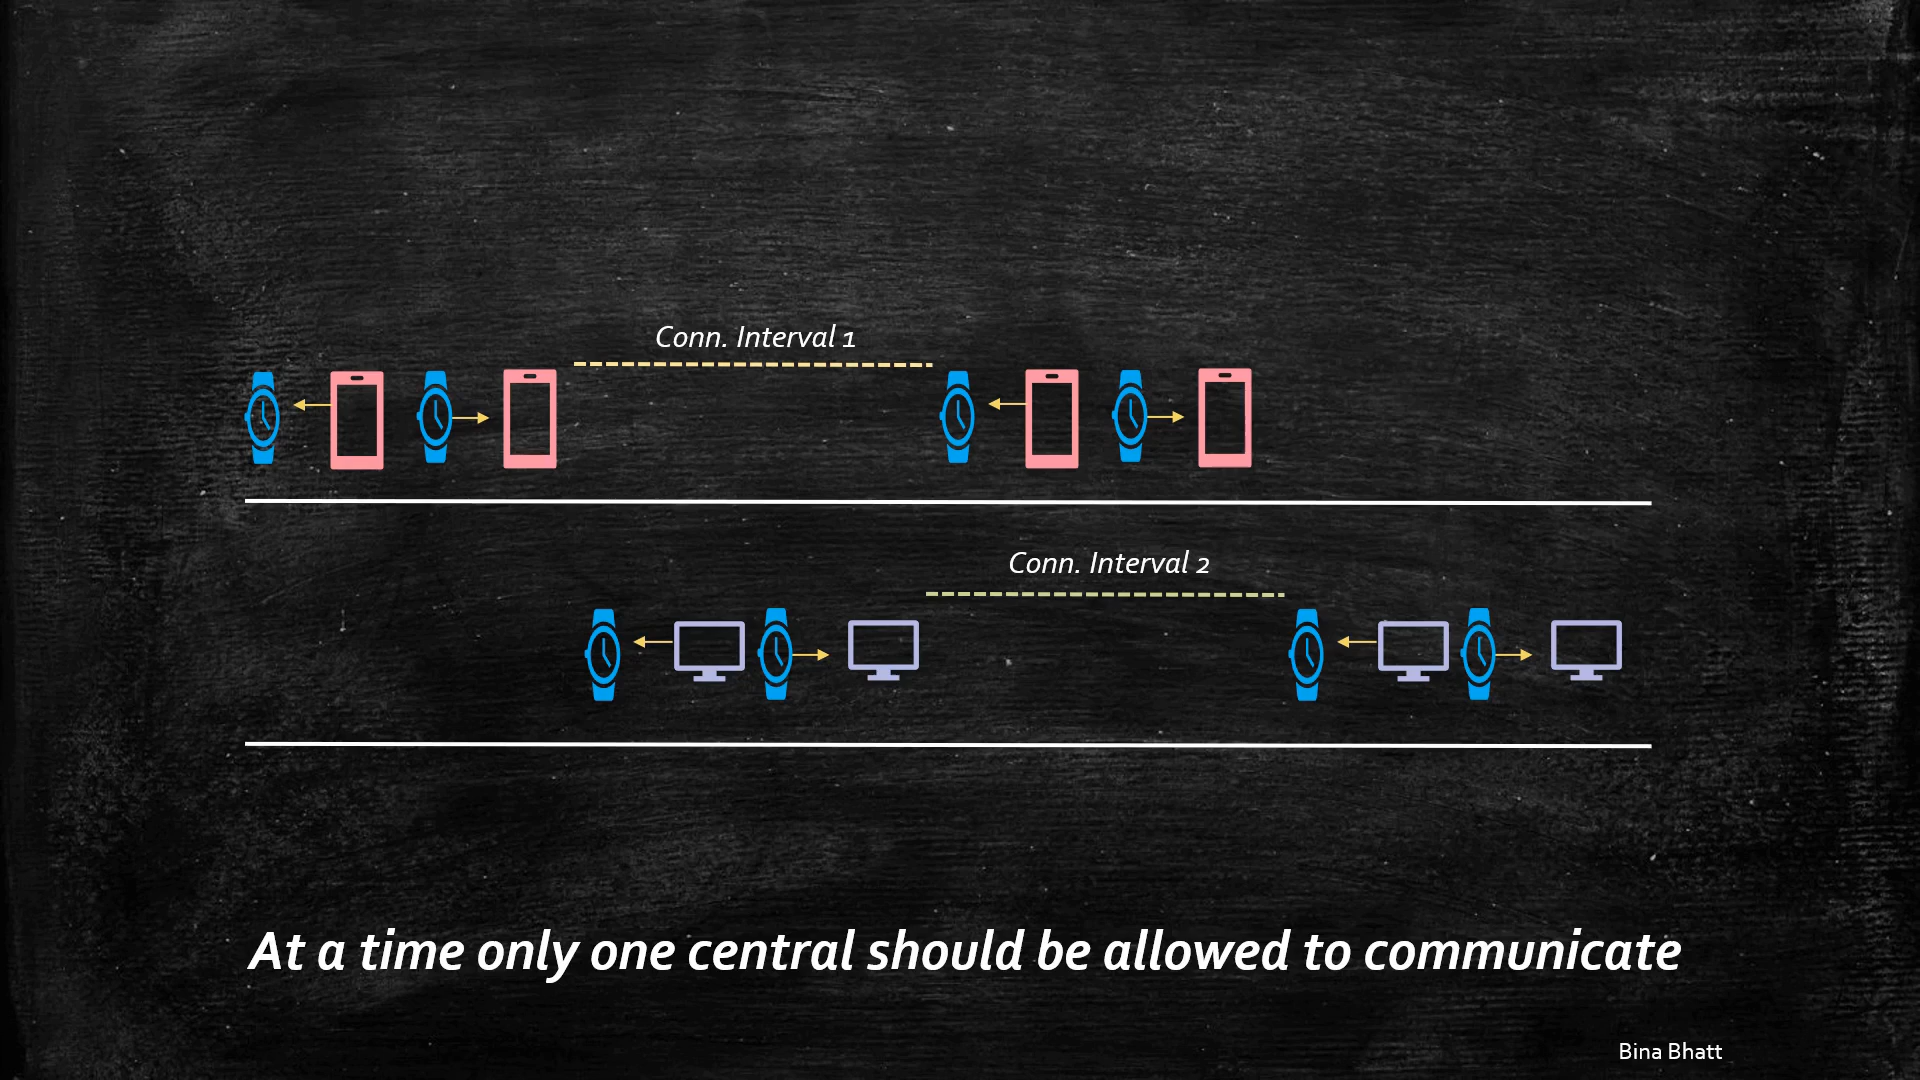 Conn. Interval 1
Conn. Interval 2
At a time only one central should be allowed to communicate
Bina Bhatt